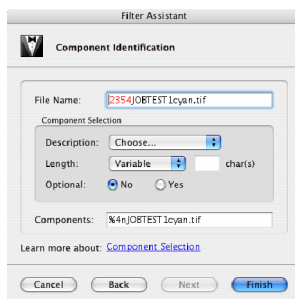 Filter Assistant
Component Identification
File Name: 2354JOBTEST1cyan.tif
Component Selection
Description: Choose...
Length: Variable char(s)
Optional: No Yes
Components: %4nJOBTEST1cyan.tif
Learn more about: Component Selection
Cancel Back Next Finish